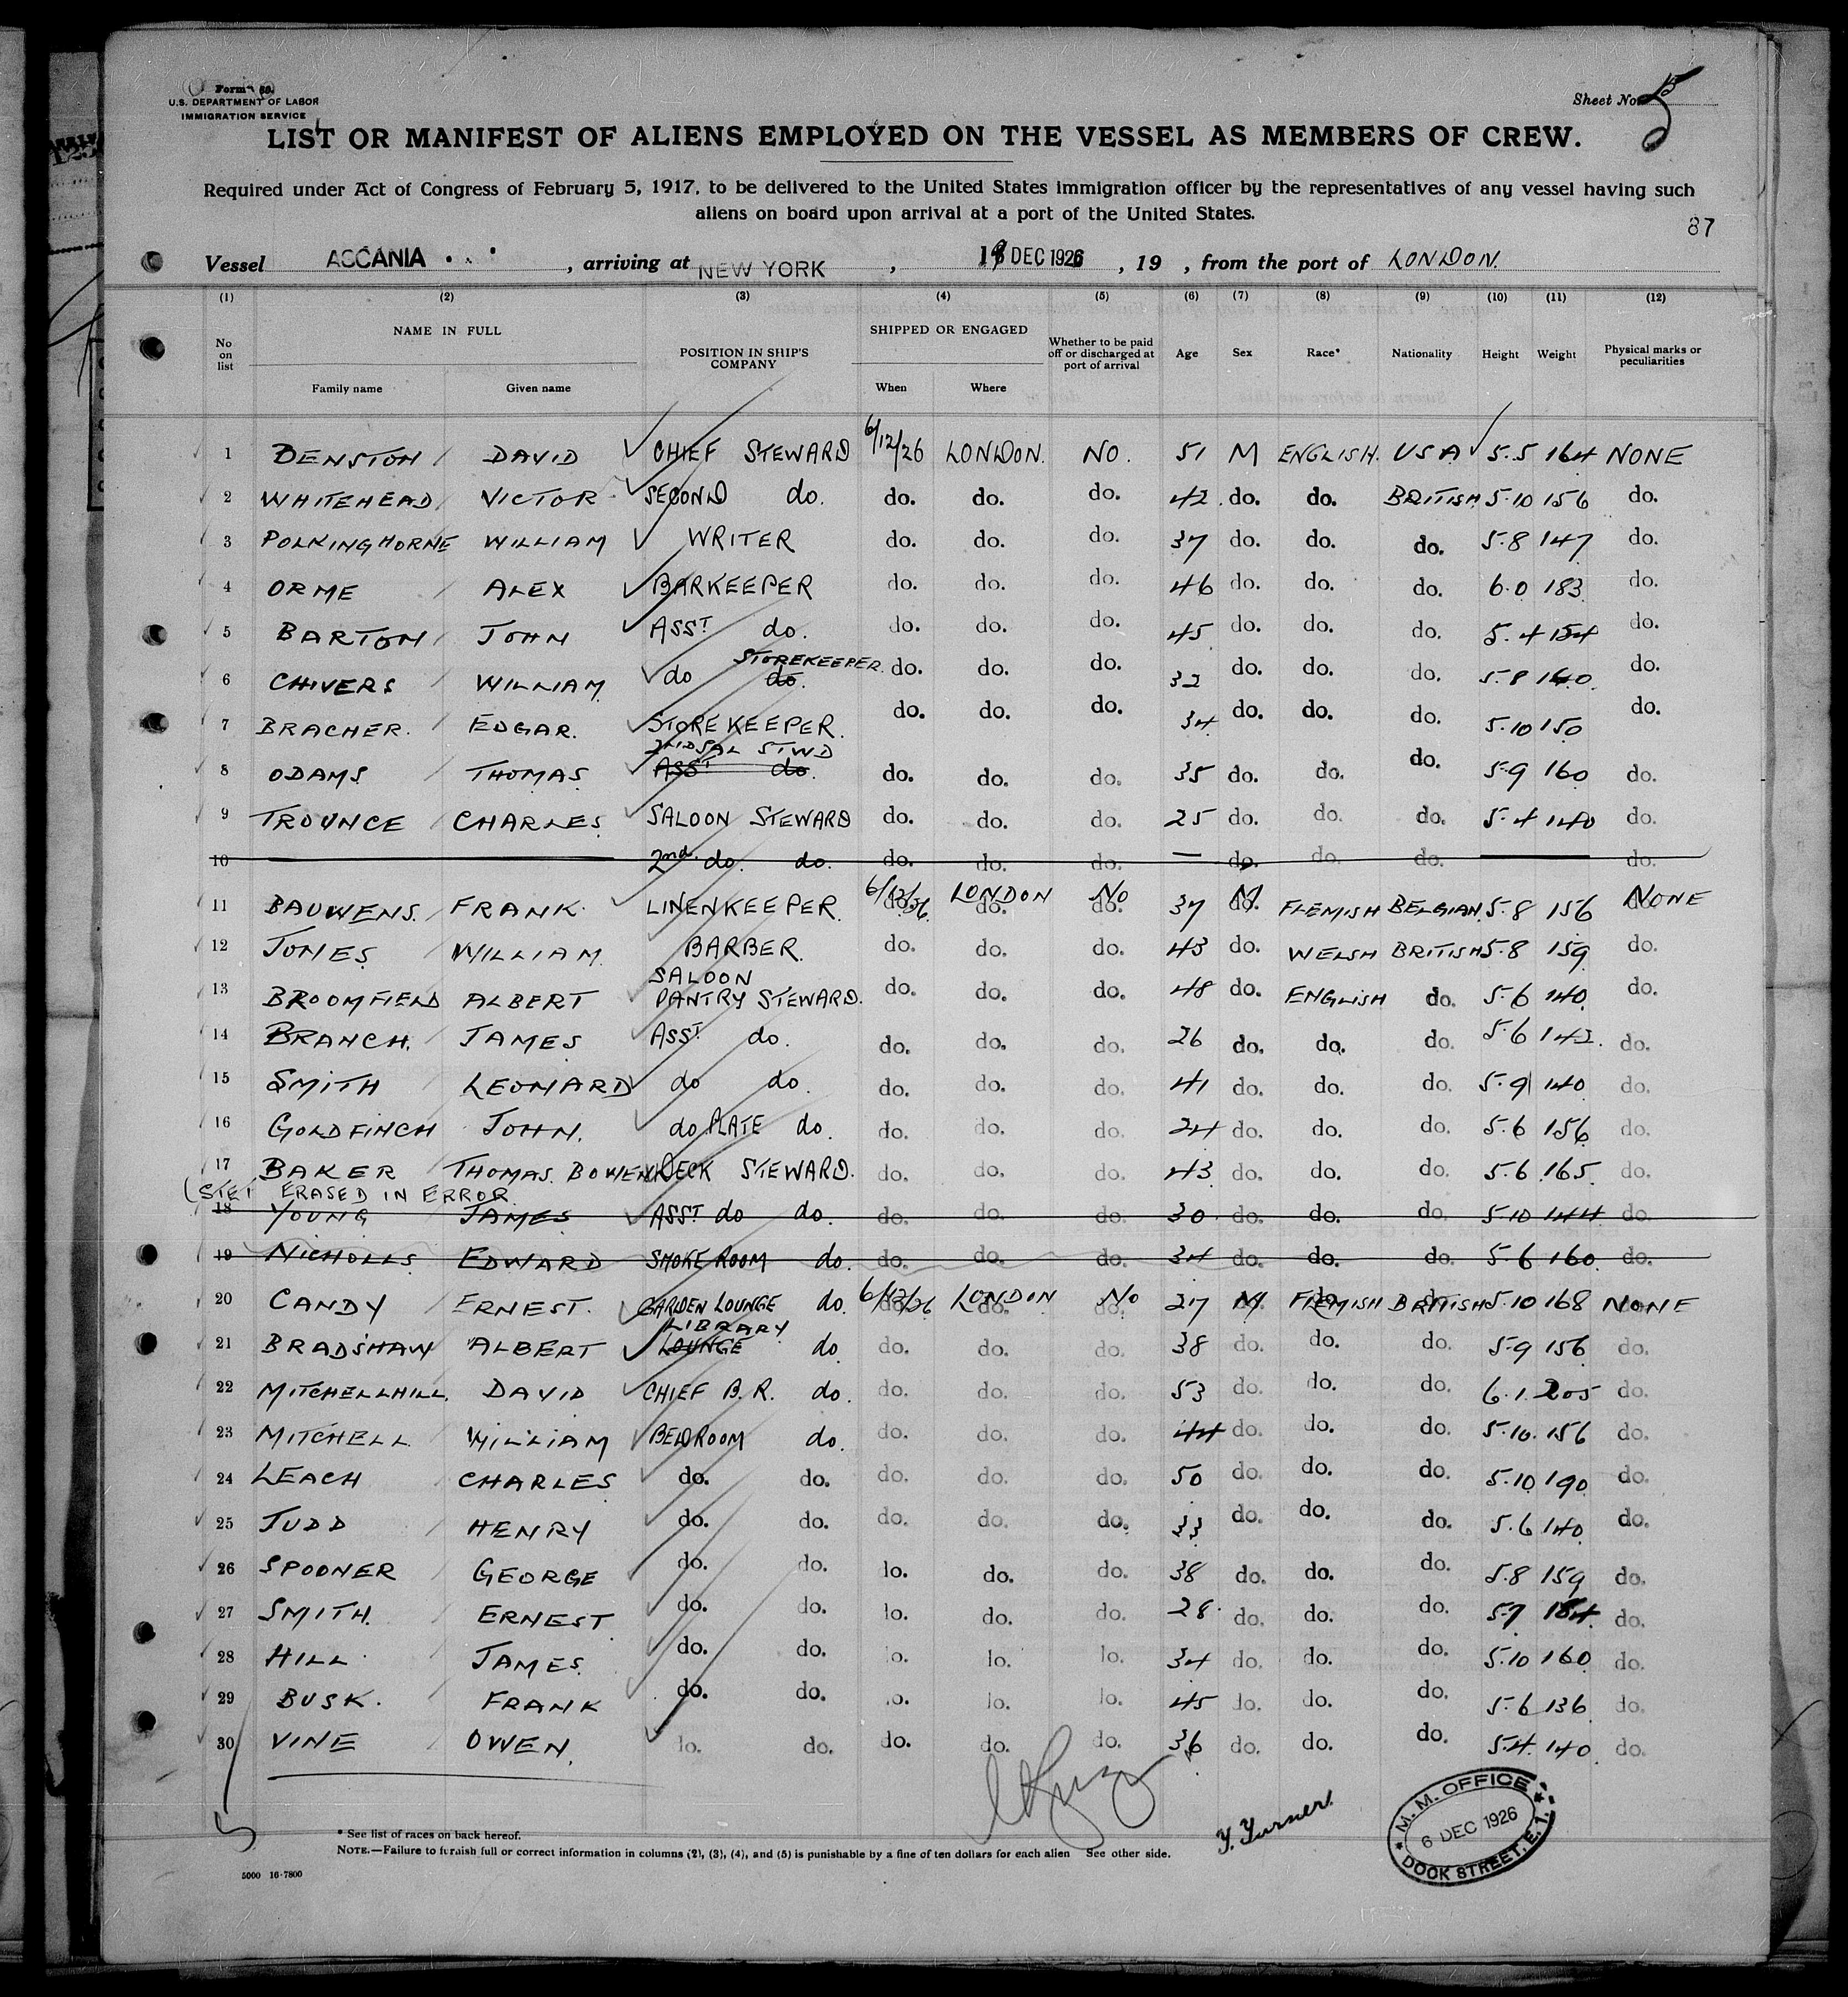 Form 689.
U.S. DEPARTMENT OF LABOR
IMMIGRATION SERVICE
Sheet No. 5
LIST OR MANIFEST OF ALIENS EMPLOYED ON THE VESSEL AS MEMBERS OF CREW.
Required under Act of Congress of February 5, 1917, to be delivered to the United States immigration officer by the representatives of any vessel having such
aliens on board upon arrival at a port of the United States.
87
Vessel ASCANIA, arriving at NEW YORK, DEC 1926, 19 , from the port of LONDON.
(1) (2) (3) (4) (5) (6) (7) (8) (9) (10) (11) (12)
No on list NAME IN FULL Family name Given name POSITION IN SHIP'S COMPANY SHIPPED OR ENGAGED When Where Whether to be paid off or discharged at port of arrival Age Sex Race* Nationality Height Weight Physical marks or peculiarities
1 DENSTON DAVID CHIEF STEWARD 6/12/26 LONDON. NO. 51 M ENGLISH. USA 5.5 164 NONE
2 WHITEHEAD VICTOR SECOND do. do. do. do. 42. do. do. BRITISH 5.10 156 do.
3 POLKINGHORNE WILLIAM WRITER do. do. do. 37 do. do. do. 5.8 147 do.
4 ORME ALEX BARKEEPER do. do. do. 46 do. do. do. 6.0 183 do.
5 BARTON JOHN ASST do. do. do. do. 45 do. do. do. 5.4 154 do.
6 CHIVERS WILLIAM do do. STOREKEEPER do. do. do. 32 do. do. do. 5.8 140. do.
7 BRACHER. EDGAR. STOREKEEPER. do. do. do. 34 do. do. do. 5.10 150 do.
2ND SAL STWD
8 ODAMS THOMAS ASST do. do. do. do. 35 do. do. do. 5.9 160 do.
9 TROUNCE CHARLES SALOON STEWARD do. do. do. 25 do. do. do. 5.4 140 do.
10 2nd. do. do. do. do. do. — do. do. do. do.
11 BAUWENS. FRANK. LINENKEEPER. 6/12/26 LONDON No 37 M FLEMISH BELGIAN. 5.8 156 NONE
12 JONES WILLIAM. BARBER. do. do. do. 43 do. WELSH BRITISH 5.8 159 do.
SALOON
13 BROOMFIELD ALBERT PANTRY STEWARD. do. do. do. 48 do. ENGLISH do. 5.6 140. do.
14 BRANCH. JAMES ASST do. do. do. do. 26 do. do. do. 5.6 142. do.
15 SMITH LEONARD do do. do. do. do. 41 do. do. do. 5.9 140 do.
16 GOLDFINCH JOHN. do PLATE do. do. do. do. 24 do. do. do. 5.6 156 do.
17 BAKER THOMAS. BOWEN DECK STEWARD. do. do. do. 43 do. do. do. 5.6 165. do.
(STET ERASED IN ERROR
18 YOUNG JAMES ASST do do. do. do. do. 30 do. do. do. 5.10 144 do.
19 NICHOLLS EDWARD SMOKE ROOM do. do. do. do. 34 do. do. do. 5.6 160 do.
20 CANDY ERNEST. GARDEN LOUNGE do. 6/12/26 LONDON No 27 M FLEMISH BRITISH 5.10 168 NONE
LIBRARY
21 BRADSHAW ALBERT LOUNGE do do. do. do. 38 do. do. do. 5.9 156 do.
22 MITCHELLHILL. DAVID CHIEF B.R. do. do. do. do. 53 do. do. do. 6.1. 205 do.
23 MITCHELL WILLIAM BEDROOM do. do. do. do. 44 do. do. do. 5.10. 156 do.
24 LEACH CHARLES do. do. do. do. do. 50 do. do. do. 5.10 190 do.
25 JUDD HENRY do. do. do. do. do. 33 do. do. do. 5.6 140 do.
26 SPOONER GEORGE do. do. lo. do. do. 38 do. do. do. 5.8 159 do.
27 SMITH. ERNEST do. do. lo. do. do. 28. do. do. do. 5.7 do.
28 HILL JAMES. do. do. lo. lo. lo. 34 do. do. do. 5.10 160 do.
29 BUSK. FRANK do. do. lo. lo. lo. 45 lo. do. do. 5.6 136 do.
30 VINE OWEN. lo. do. do. do. do. 36 do. do. do. 5.4. 140 do.
Y. Turner.
M. M. OFFICE
6 DEC 1926
DOCK STREET, E.1.
* See list of races on back hereof.
NOTE.—Failure to furnish full or correct information in columns (2), (3), (4), and (5) is punishable by a fine of ten dollars for each alien See other side.
5000 16-7800